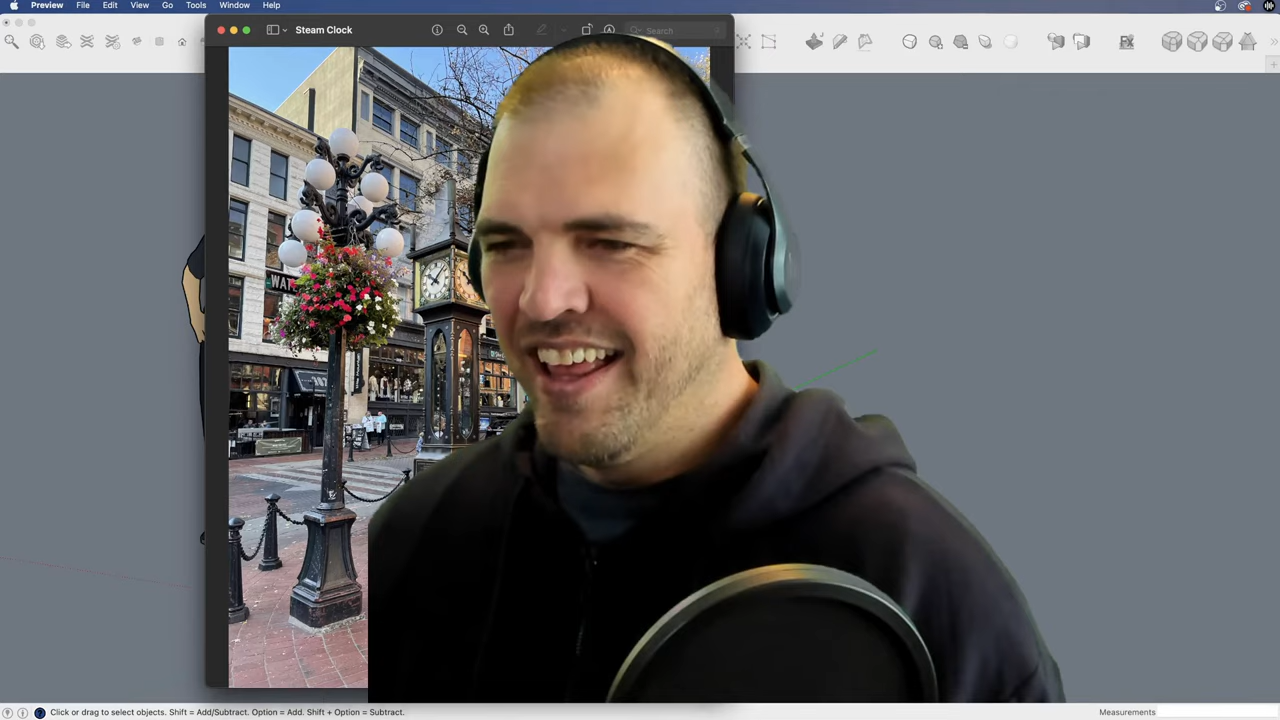 Preview File Edit View Go Tools Window Help
Steam Clock
Search
WAT
Click or drag to select objects. Shift = Add/Subtract. Option = Add. Shift + Option = Subtract.
Measurements